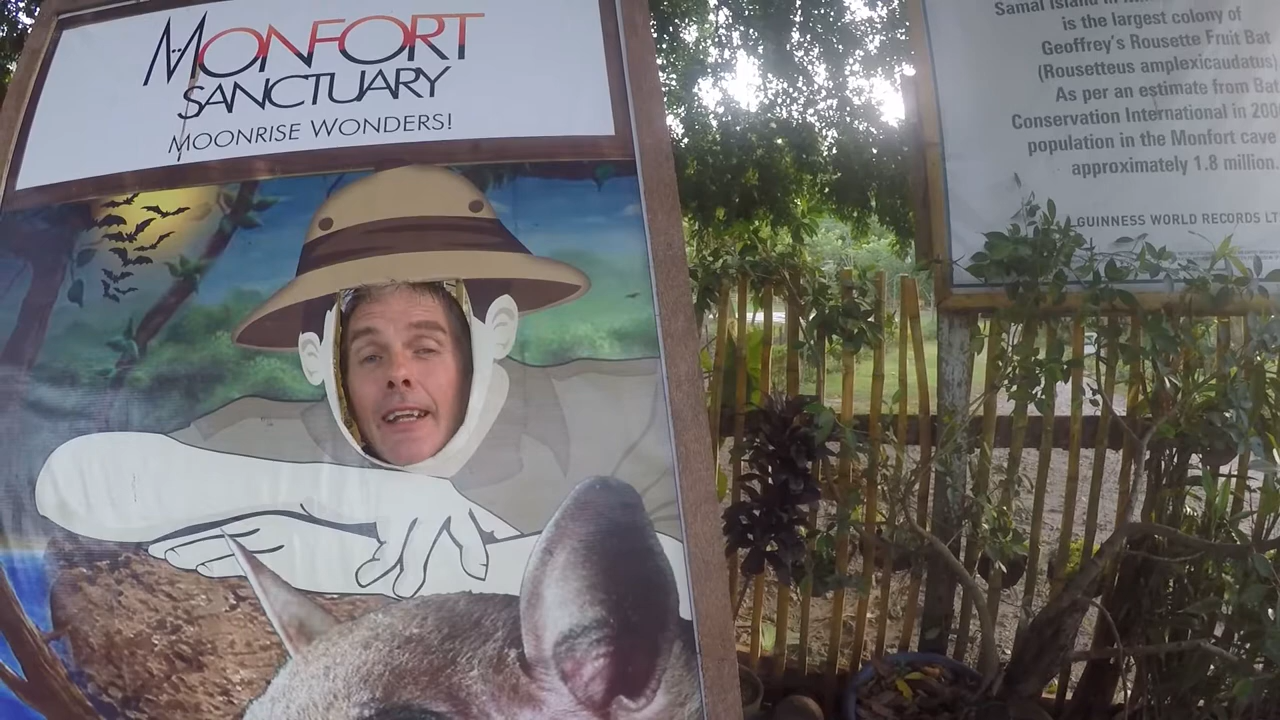 MONFORT
SANCTUARY
MOONRISE WONDERS!
Samal Island in
is the largest colony of
Geoffrey's Rousette Fruit Bat
(Rousetteus amplexicaudatus)
As per an estimate from Bat
Conservation International in 200
population in the Monfort cave
approximately 1.8 million.
GUINNESS WORLD RECORDS LT